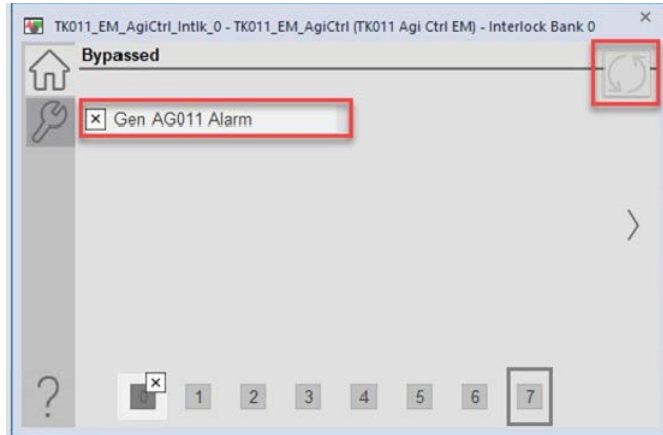 TK011_EM_AgiCtrl_Intlk_0 - TK011_EM_AgiCtrl (TK011 Agi Ctrl EM) - Interlock Bank 0
Bypassed
Gen AG011 Alarm
0 1 2 3 4 5 6 7